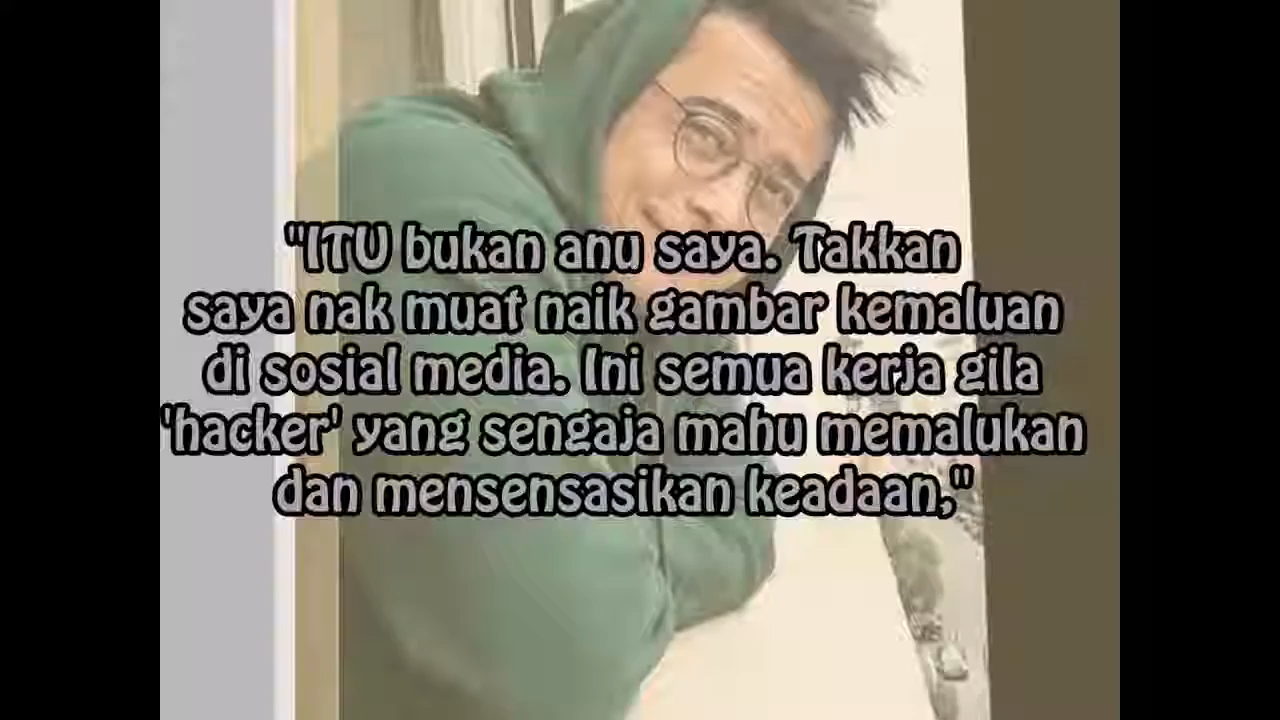 "ITU bukan anu saya. Takkan
saya nak muat naik gambar kemaluan
di sosial media. Ini semua kerja gila
'hacker' yang sengaja mahu memalukan
dan mensensasikan keadaan,"